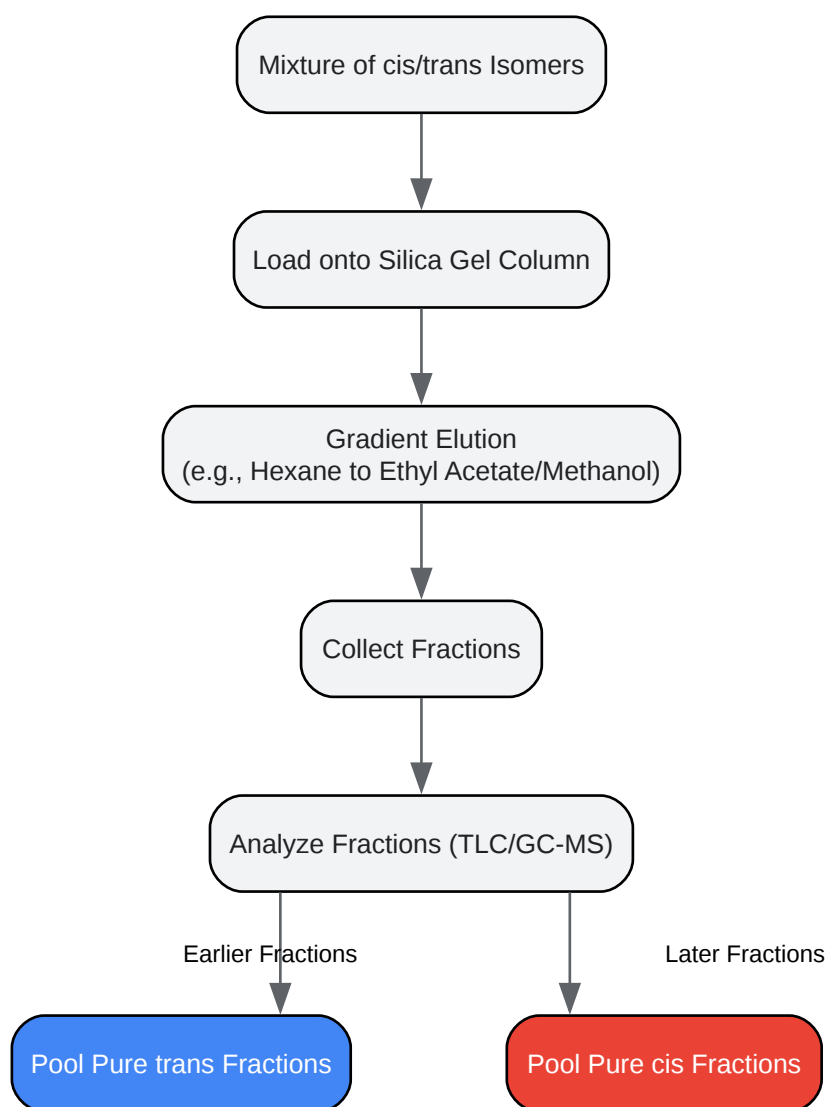 Mixture of cis/trans Isomers
Load onto Silica Gel Column
Gradient Elution
(e.g., Hexane to Ethyl Acetate/Methanol)
Collect Fractions
Analyze Fractions (TLC/GC-MS)
Earlier Fractions
Later Fractions
Pool Pure trans Fractions
Pool Pure cis Fractions